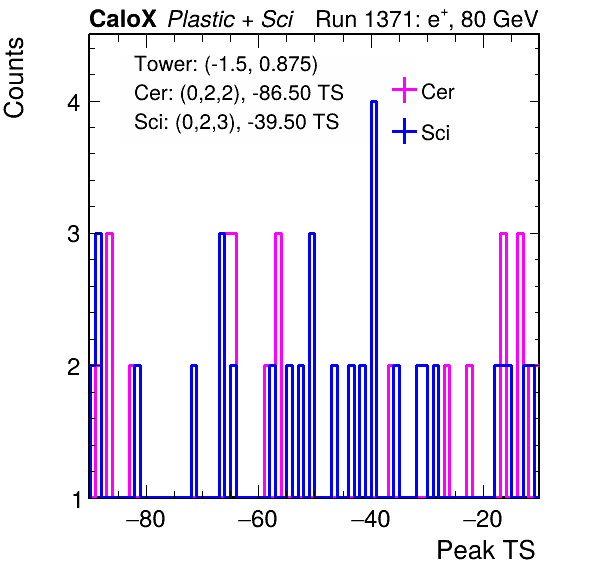 CaloX Plastic + Sci Run 1371: e+, 80 GeV
Counts
Tower: (-1.5, 0.875)
Cer: (0,2,2), -86.50 TS
Sci: (0,2,3), -39.50 TS
Cer
Sci
4
3
2
1
−80 −60 −40 −20
Peak TS